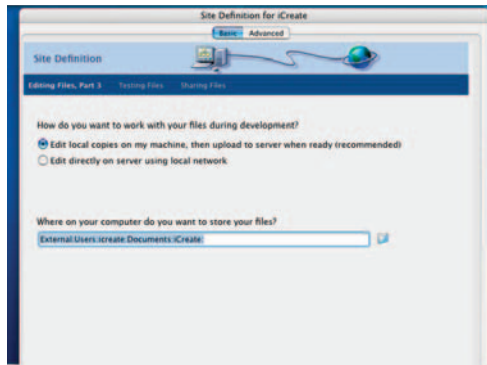 Site Definition for iCreate
Basic Advanced
Site Definition
Editing Files, Part 3 Testing Files Sharing Files
How do you want to work with your files during development?
Edit local copies on my machine, then upload to server when ready (recommended)
Edit directly on server using local network
Where on your computer do you want to store your files?
External:Users:icreate:Documents:iCreate: